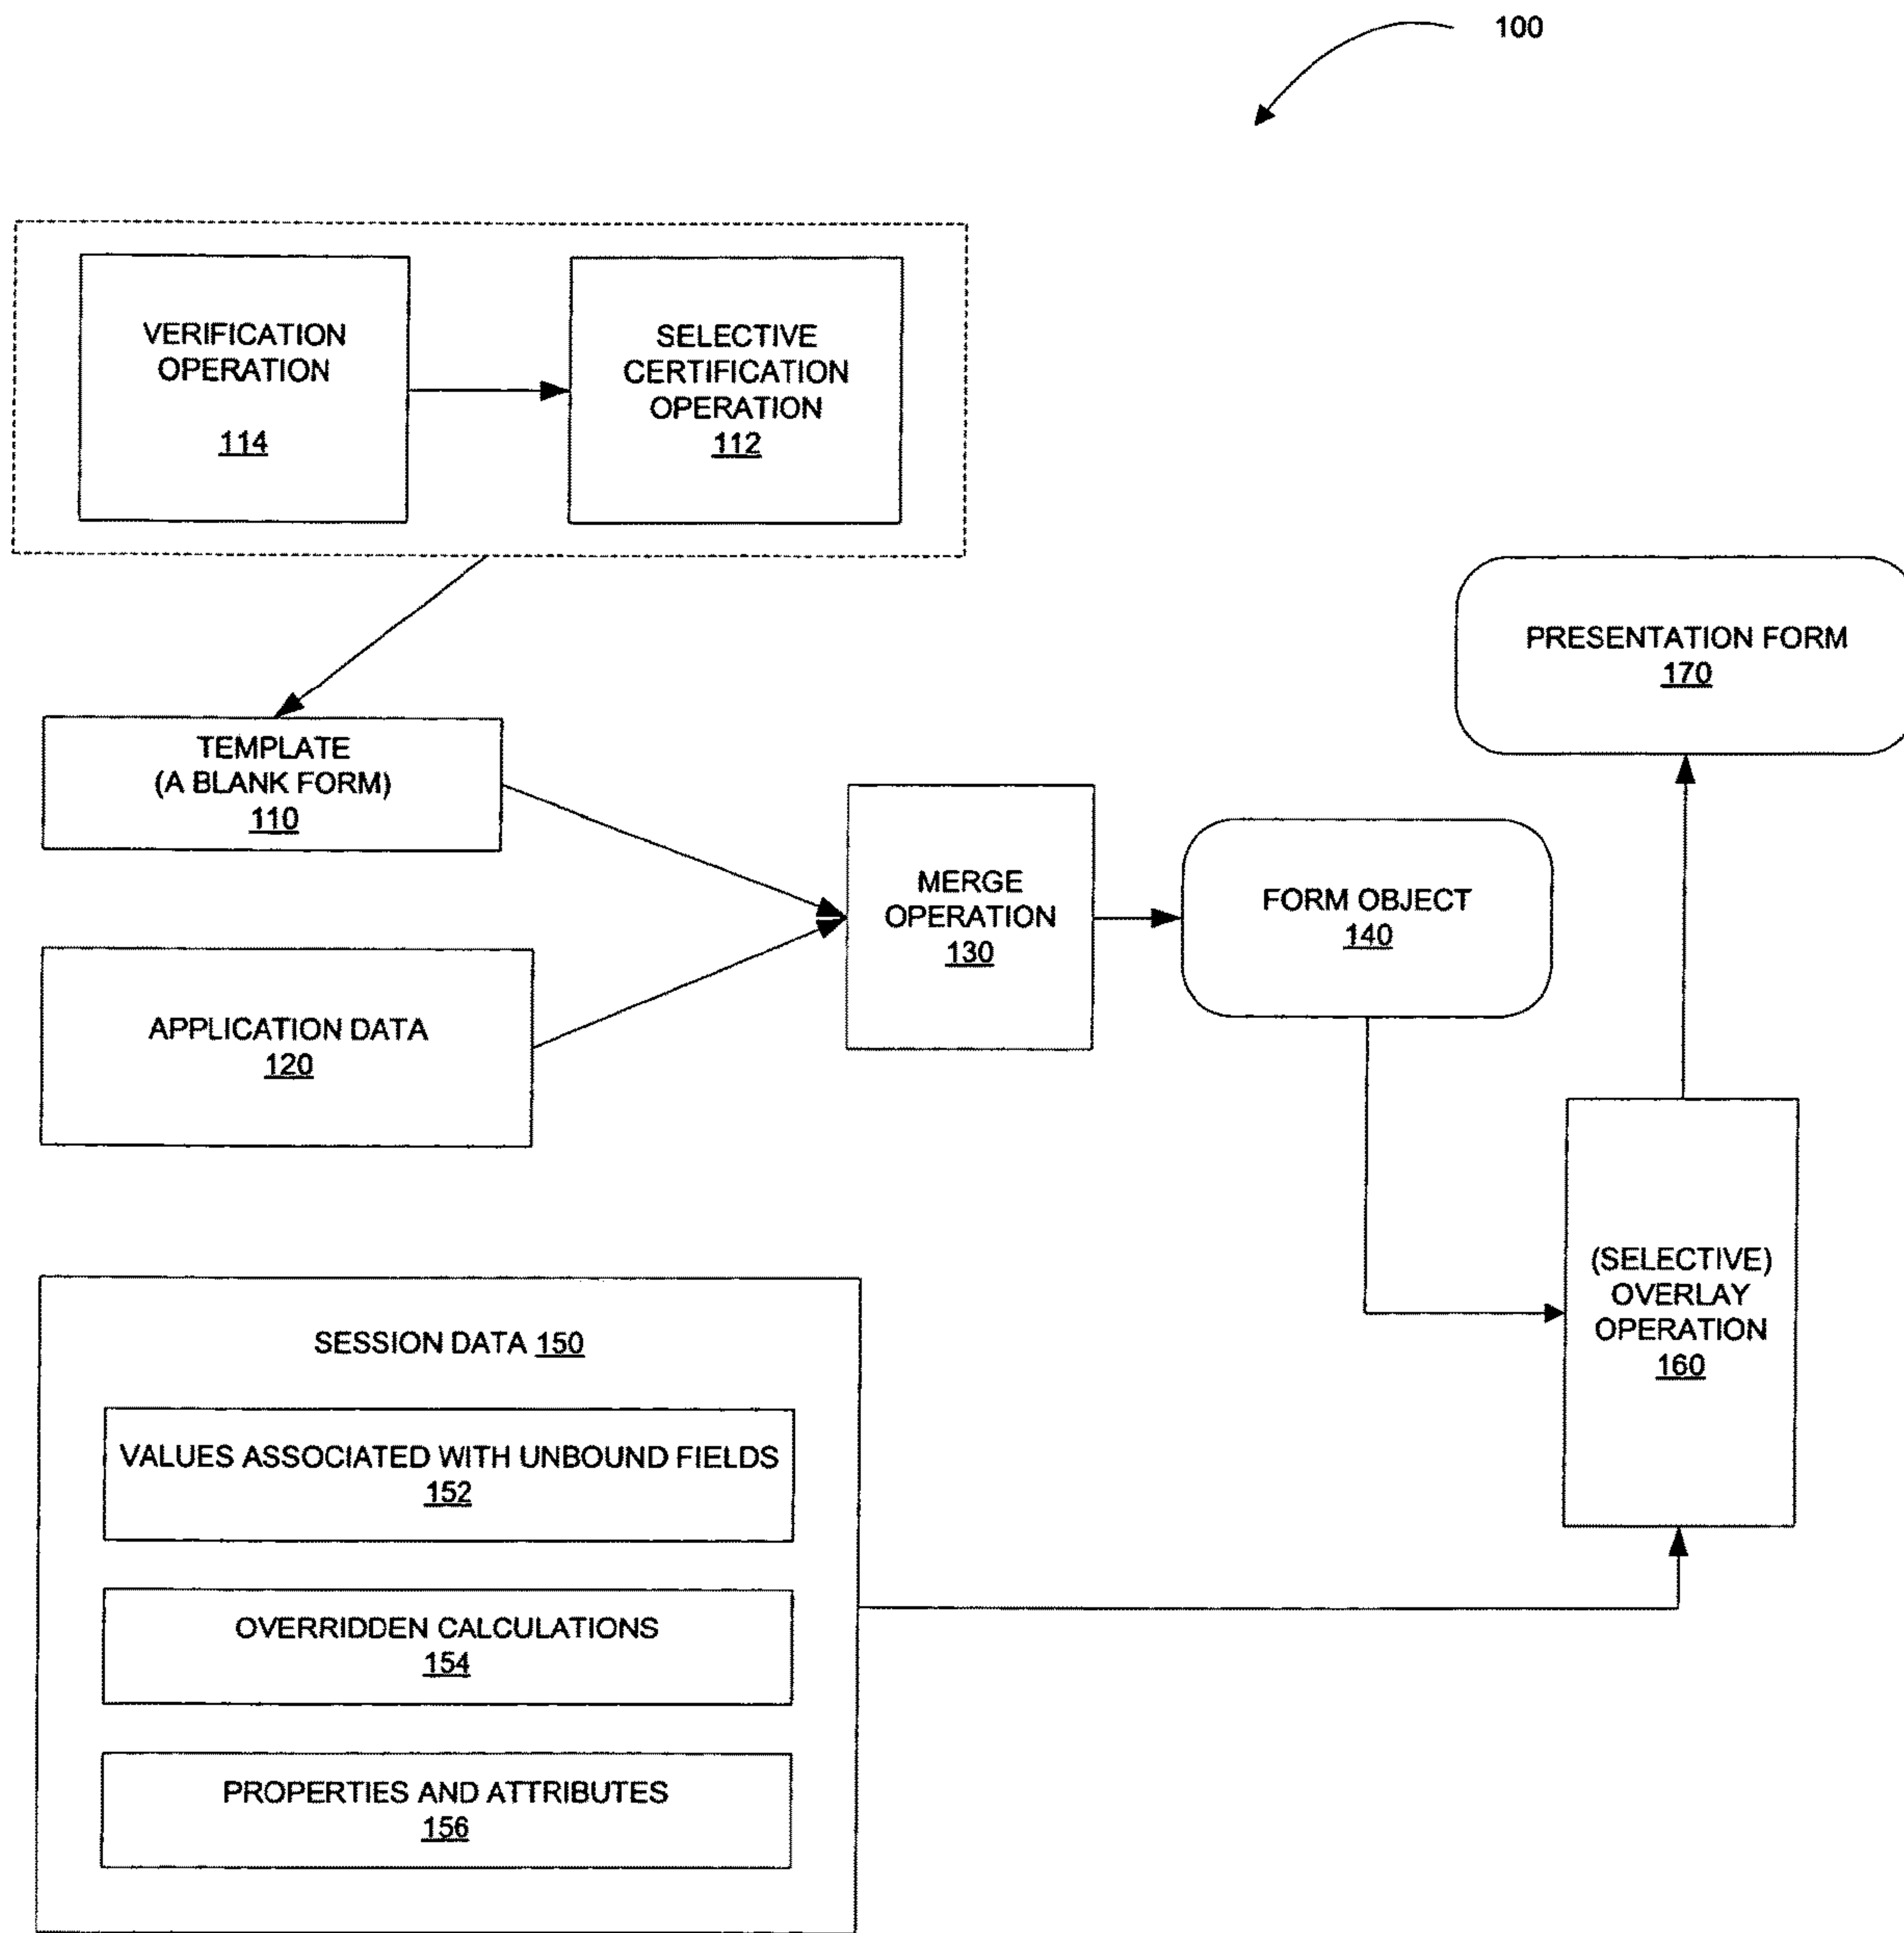 100
VERIFICATION
OPERATION
114
SELECTIVE
CERTIFICATION
OPERATION
112
PRESENTATION FORM
170
TEMPLATE
(A BLANK FORM)
110
MERGE
OPERATION
130
FORM OBJECT
140
APPLICATION DATA
120
(SELECTIVE)
OVERLAY
OPERATION
160
SESSION DATA 150
VALUES ASSOCIATED WITH UNBOUND FIELDS
152
OVERRIDDEN CALCULATIONS
154
PROPERTIES AND ATTRIBUTES
156